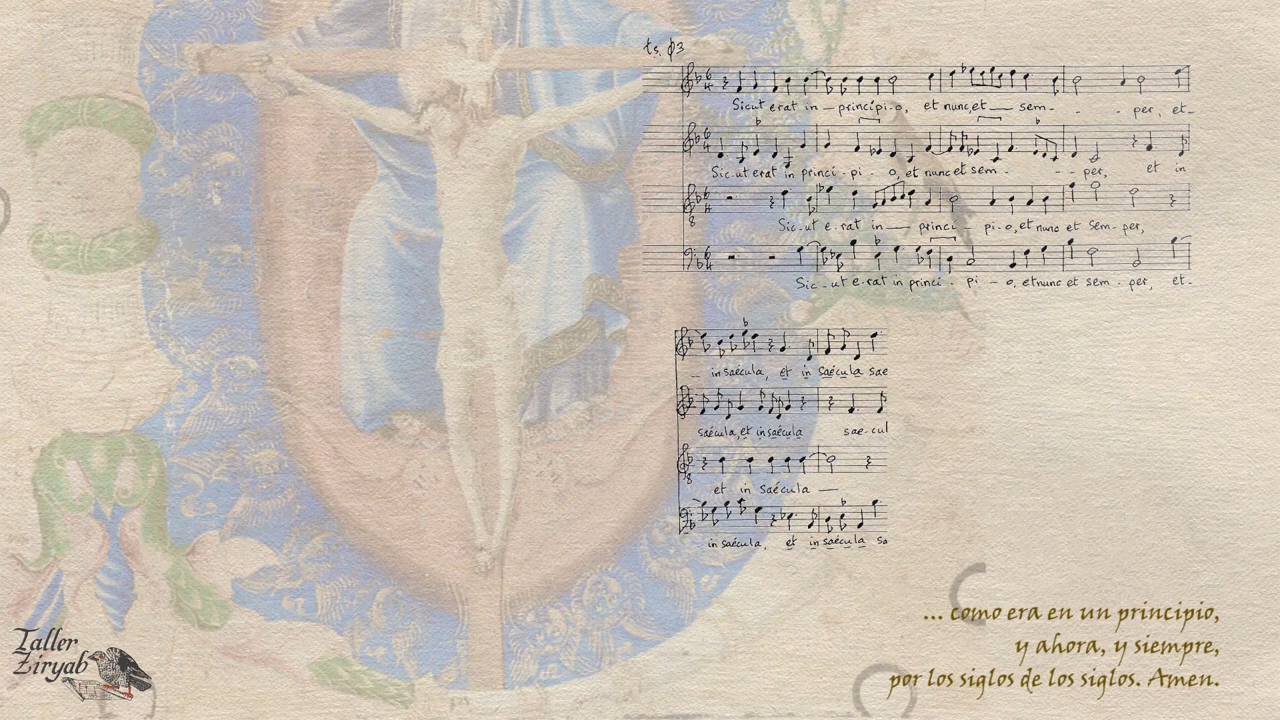 ts. φ3
Sicut erat in — princípi-o, et nunc, et — sem- - - per, et-
Sic-ut erat in princi-pi-o, et nunc et sem- - - per, et in
Sic-ut e-rat in — princi- pi-o, et nunc et sem-per,
Sic-ut e-rat in princi- pi-o, et nunc et sem-per, et-
— in saécula, et in saécula sae
saécula, et in saécula sae-cul
et in saécula —
in saécula, et in saécula sa
... como era en un principio,
y ahora, y siempre,
por los siglos de los siglos. Amen.
Taller
Ziryab